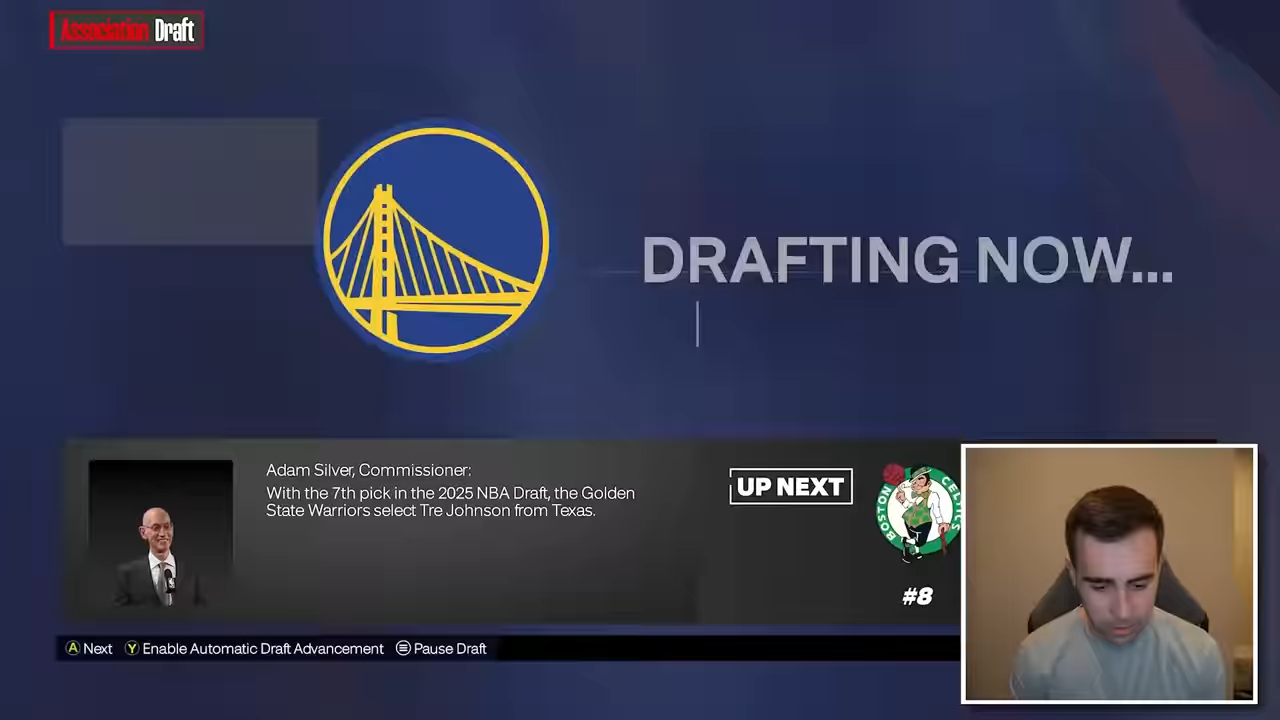 Association Draft
DRAFTING NOW...
Adam Silver, Commissioner:
With the 7th pick in the 2025 NBA Draft, the Golden
State Warriors select Tre Johnson from Texas.
UP NEXT
BOSTON CELTICS
#8
A Next Y Enable Automatic Draft Advancement Pause Draft